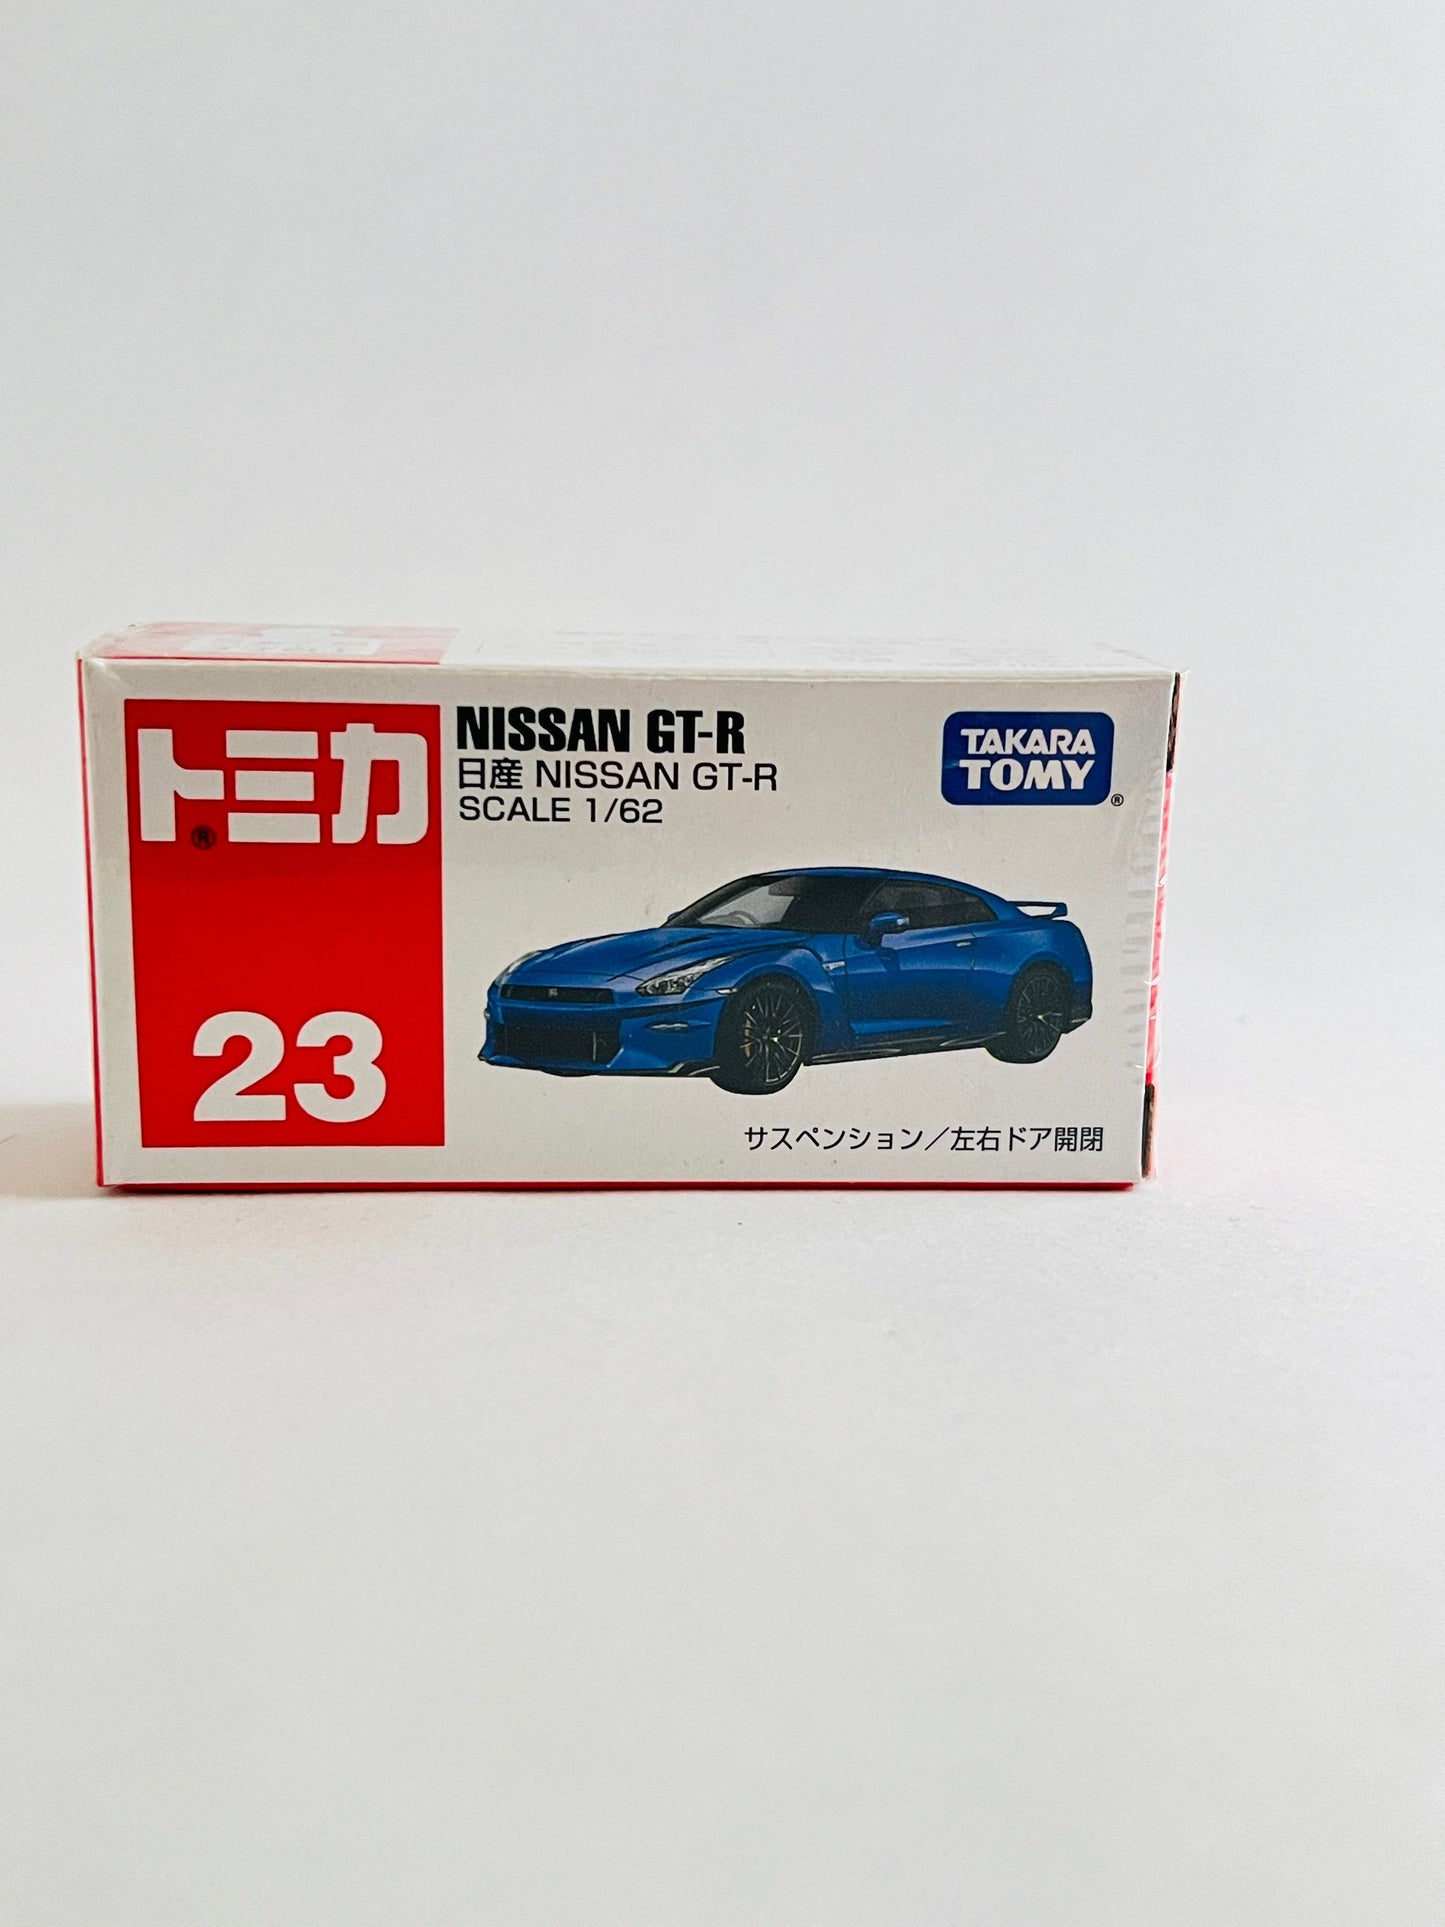 トミカ®
23
NISSAN GT-R
日産 NISSAN GT-R
SCALE 1/62
TAKARA
TOMY®
サスペンション／左右ドア開閉